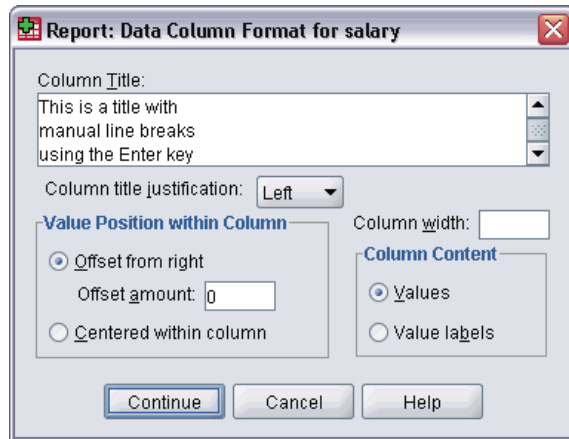 Report: Data Column Format for salary
Column Title:
This is a title with
manual line breaks
using the Enter key
Column title justification: Left
Value Position within Column
Offset from right
Offset amount: 0
Centered within column
Column width:
Column Content
Values
Value labels
Continue Cancel Help